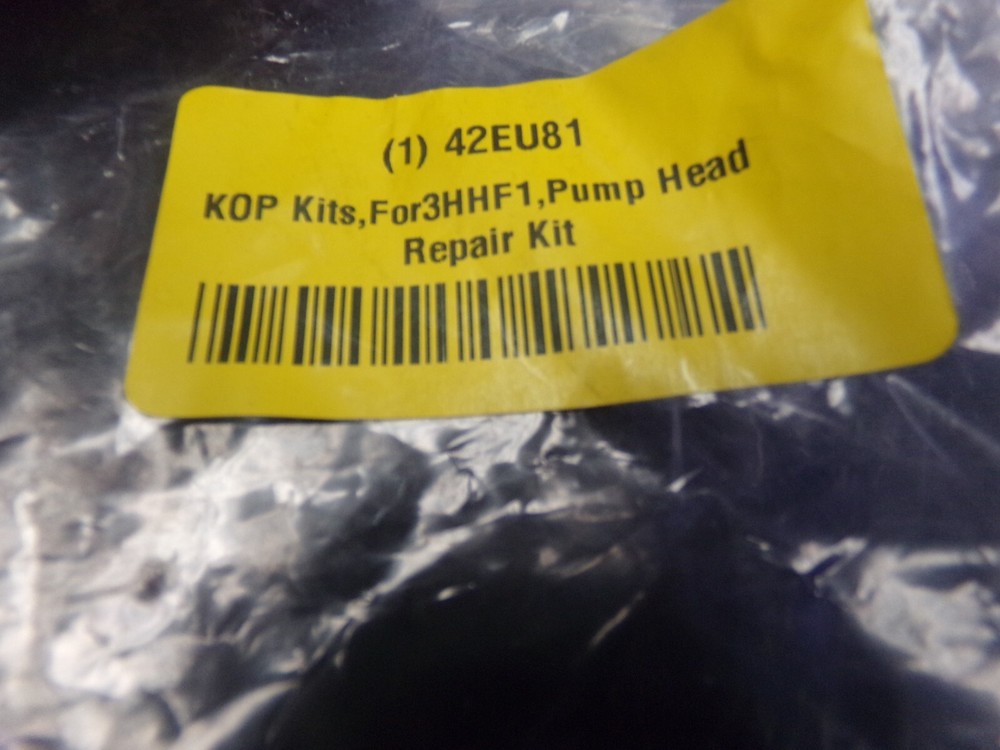 (1) 42EU81
KOP Kits,For3HHF1,Pump Head
Repair Kit